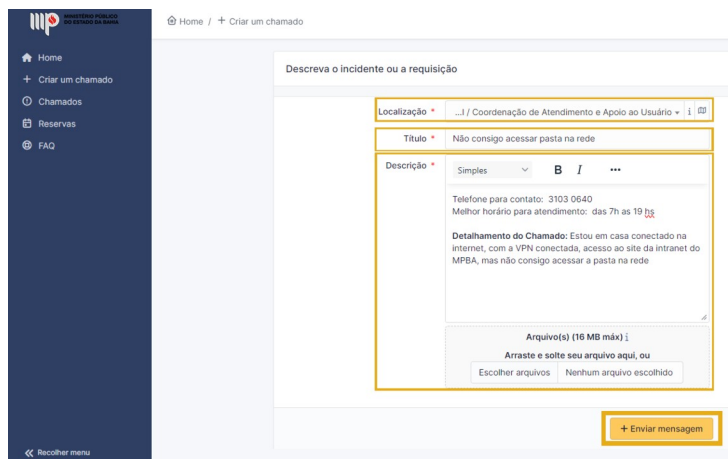 MINISTÉRIO PÚBLICO
DO ESTADO DA BAHIA
Home / + Criar um chamado
Home
+ Criar um chamado
Chamados
Reservas
FAQ
Recolher menu
Descreva o incidente ou a requisição
Localização * ...I / Coordenação de Atendimento e Apoio ao Usuário i
Título * Não consigo acessar pasta na rede
Descrição * Simples B I ...
Telefone para contato: 3103 0640
Melhor horário para atendimento: das 7h as 19 hs
Detalhamento do Chamado: Estou em casa conectado na
internet, com a VPN conectada, acesso ao site da intranet do
MPBA, mas não consigo acessar a pasta na rede
Arquivo(s) (16 MB máx) i
Arraste e solte seu arquivo aqui, ou
Escolher arquivos Nenhum arquivo escolhido
+ Enviar mensagem